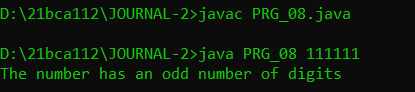 D:\21bca112\JOURNAL-2>javac PRG_08.java
D:\21bca112\JOURNAL-2>java PRG_08 111111
The number has an odd number of digits